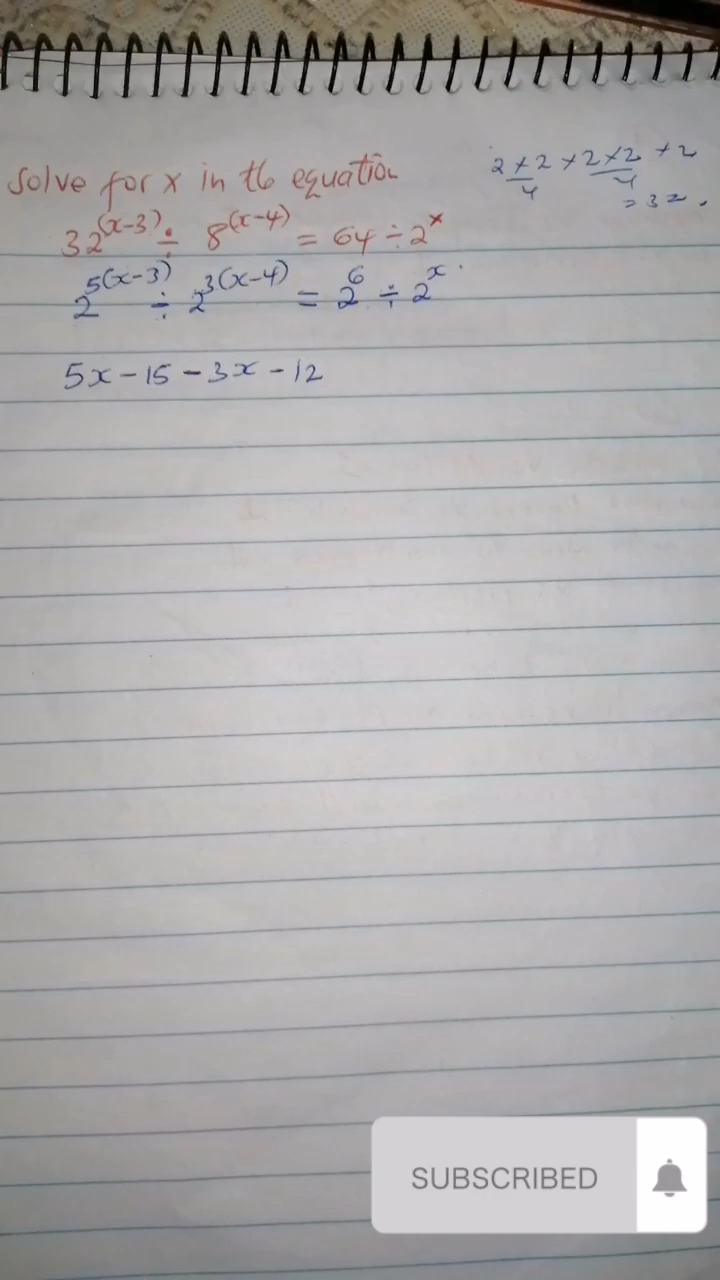 Solve for x in the equation
2 × 2 × 2 × 2 × 2
4 4
= 32.
32^(x-3) ÷ 8^(x-4) = 64 ÷ 2^x
2^5(x-3) ÷ 2^3(x-4) = 2^6 ÷ 2^x.
5x - 15 - 3x - 12
SUBSCRIBED